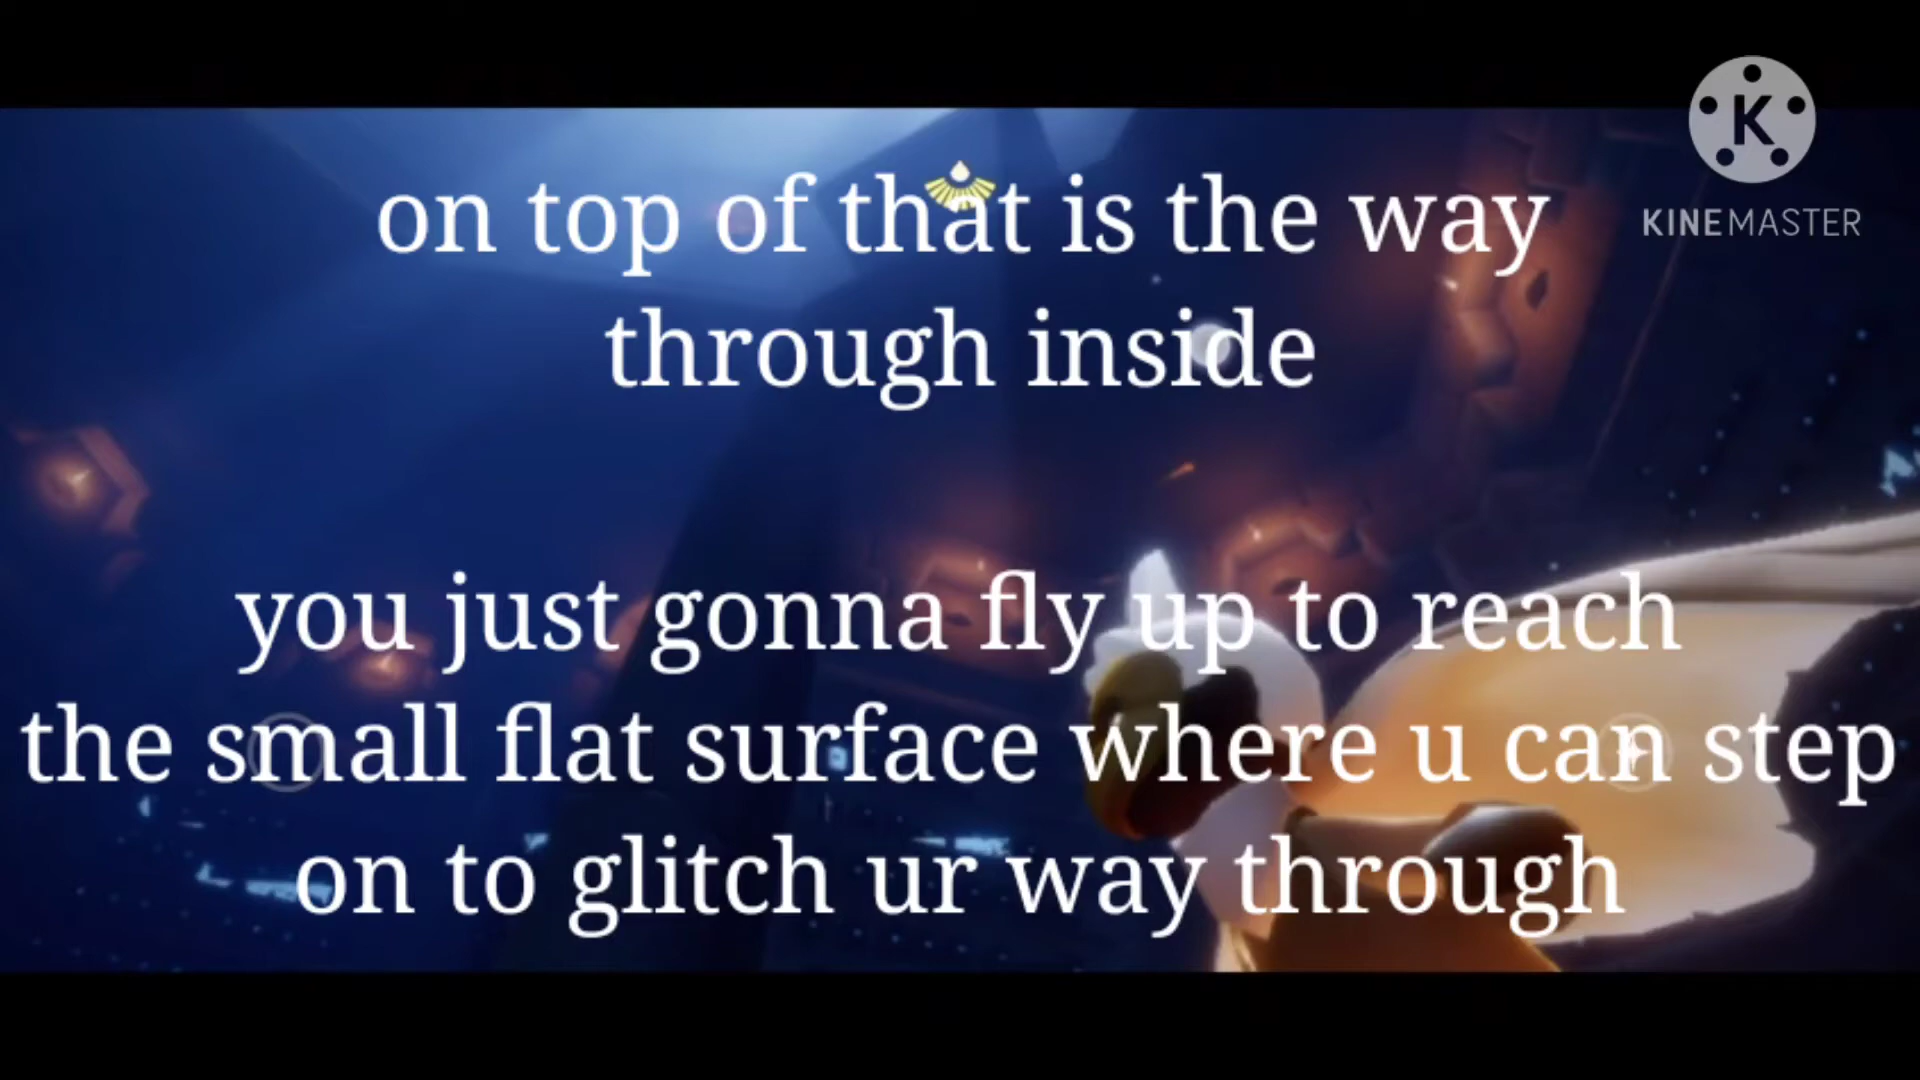 K
KINEMASTER
on top of that is the way
through inside
you just gonna fly up to reach
the small flat surface where u can step
on to glitch ur way through